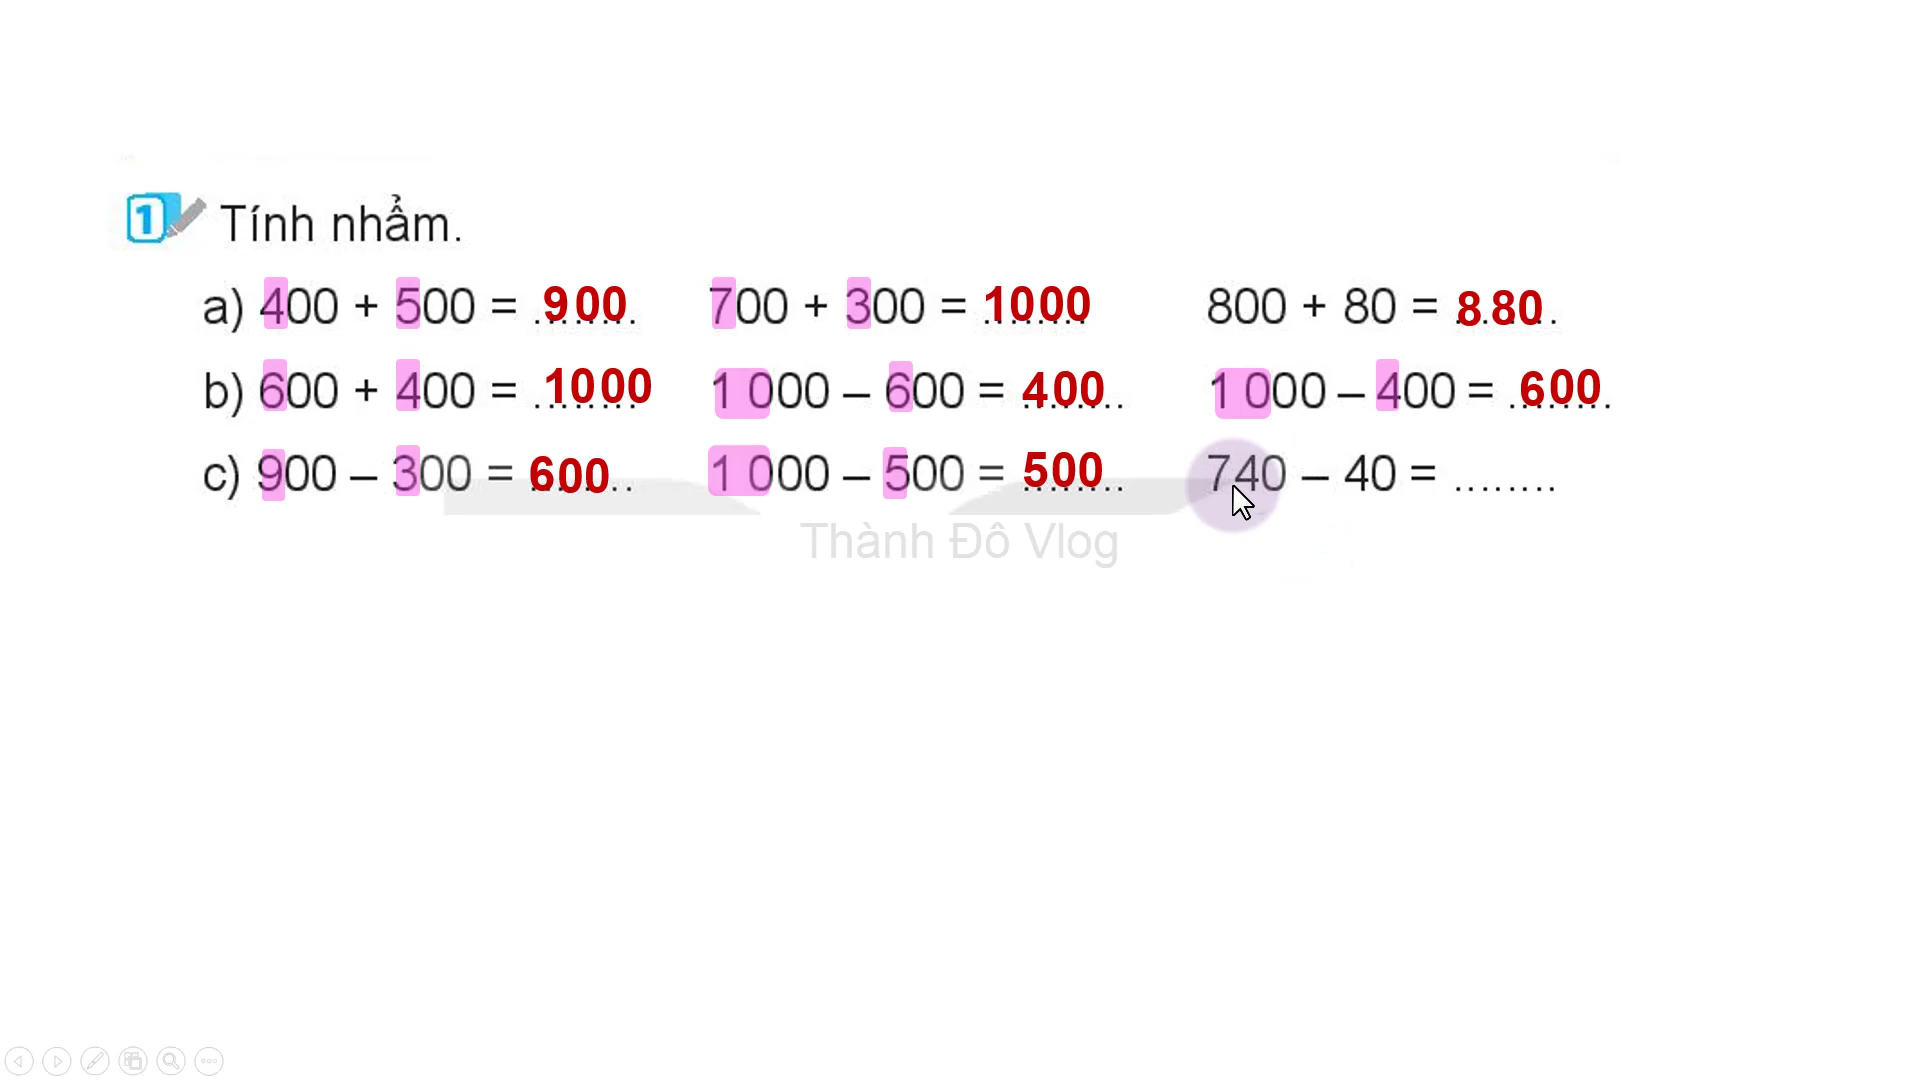 1 Tính nhẩm.
a) 400 + 500 = 900 700 + 300 = 1000 800 + 80 = 880
b) 600 + 400 = 1000 1 000 – 600 = 400 1 000 – 400 = 600
c) 900 – 300 = 600 1 000 – 500 = 500 740 – 40 = ........
Thành Đô Vlog